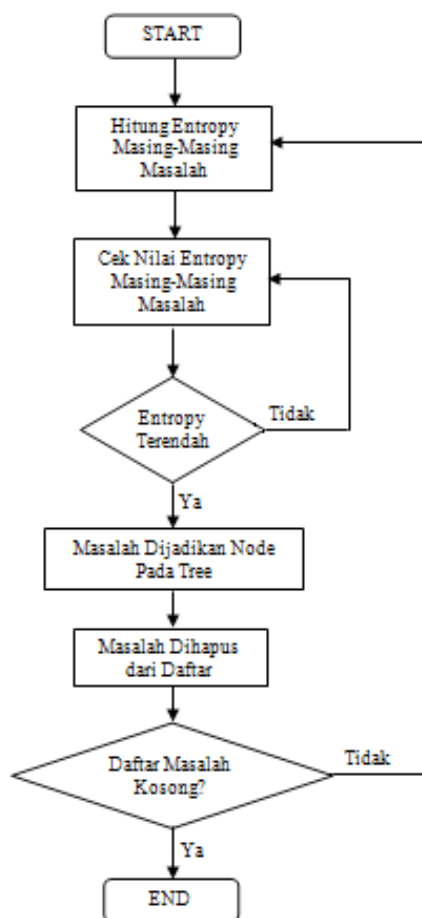 START
Hitung Entropy
Masing-Masing
Masalah
Cek Nilai Entropy
Masing-Masing
Masalah
Entropy
Terendah
Tidak
Ya
Masalah Dijadikan Node
Pada Tree
Masalah Dihapus
dari Daftar
Daftar Masalah
Kosong?
Tidak
Ya
END